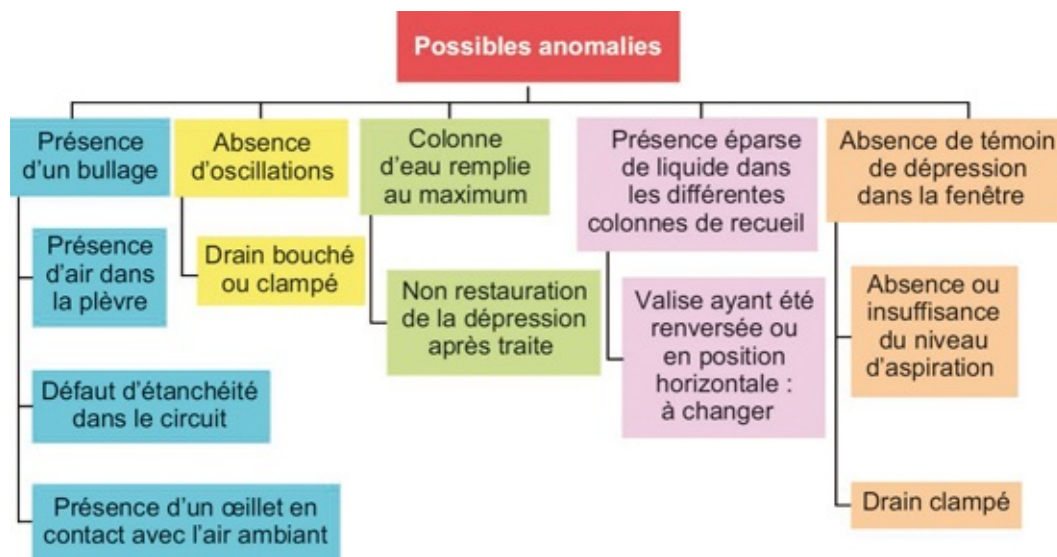 Possibles anomalies
Présence
d’un bullage
Présence
d’air dans
la plèvre
Défaut d’étanchéité
dans le circuit
Présence d’un œillet en
contact avec l’air ambiant
Absence
d’oscillations
Drain bouché
ou clampé
Colonne
d’eau remplie
au maximum
Non restauration
de la dépression
après traite
Présence éparse
de liquide dans
les différentes
colonnes de recueil
Valise ayant été
renversée ou
en position
horizontale :
à changer
Absence de témoin
de dépression
dans la fenêtre
Absence ou
insuffisance
du niveau
d’aspiration
Drain clampé